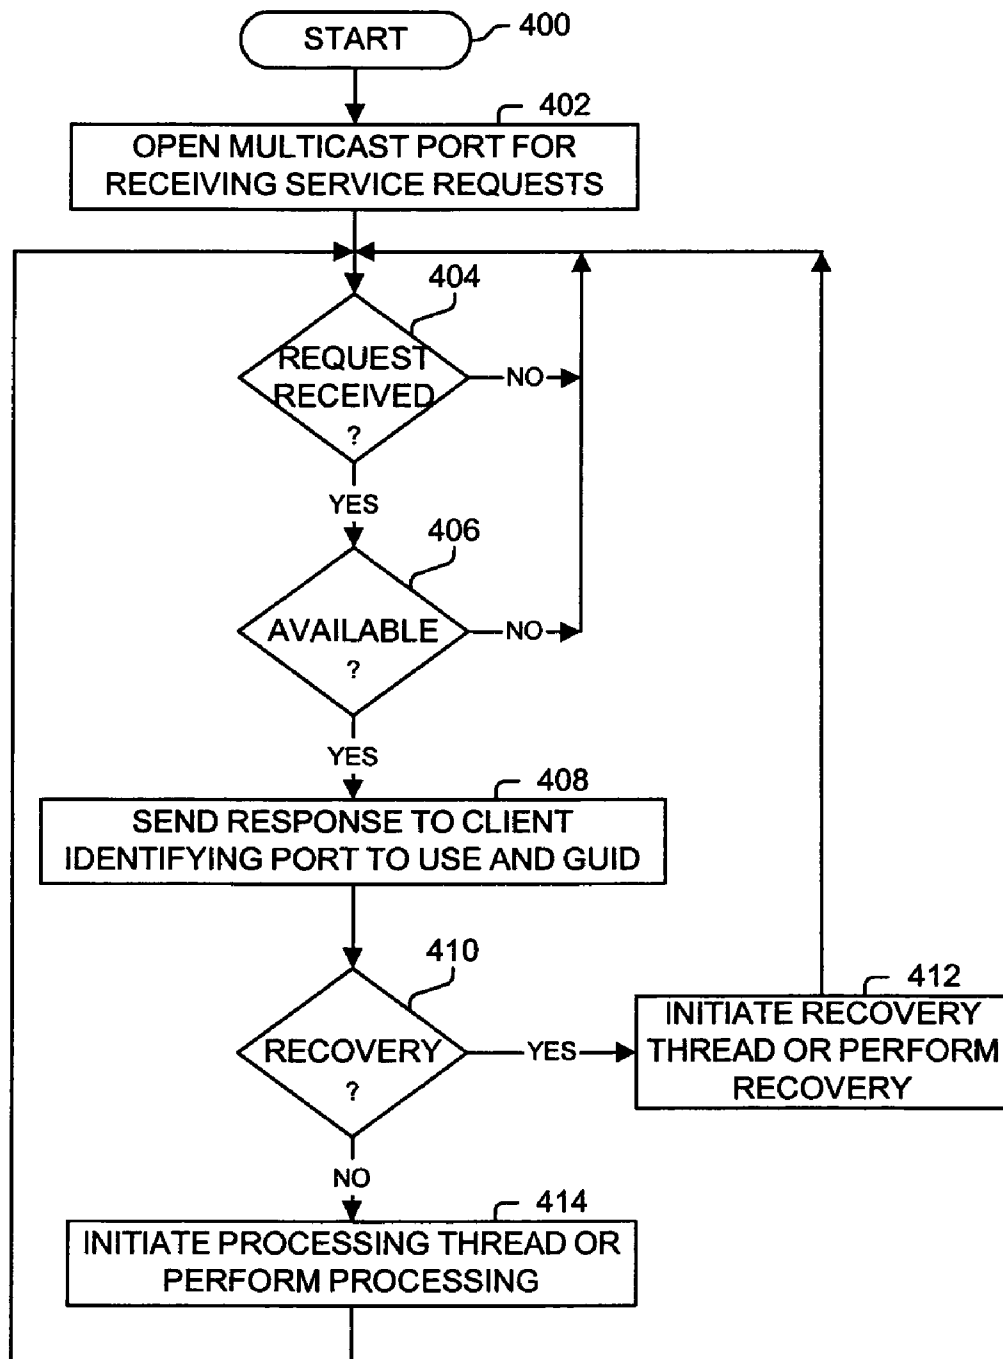 START
400
402
OPEN MULTICAST PORT FOR
RECEIVING SERVICE REQUESTS
404
REQUEST
RECEIVED
?
NO
YES
406
AVAILABLE
?
NO
YES
408
SEND RESPONSE TO CLIENT
IDENTIFYING PORT TO USE AND GUID
410
RECOVERY
?
YES
412
INITIATE RECOVERY
THREAD OR PERFORM
RECOVERY
NO
414
INITIATE PROCESSING THREAD OR
PERFORM PROCESSING